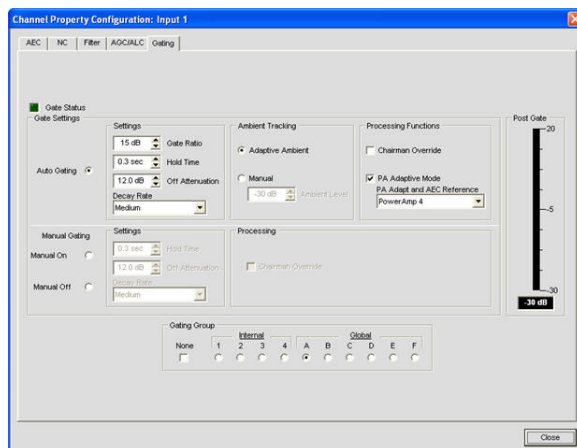 Channel Property Configuration: Input 1
AEC NC Filter AGC/ALC Gating
Gate Status
Gate Settings
Auto Gating
Settings
15 dB Gate Ratio
0.3 sec Hold Time
12.0 dB Off Attenuation
Decay Rate
Medium
Ambient Tracking
Adaptive Ambient
Manual
-30 dB Ambient Level
Processing Functions
Chairman Override
PA Adaptive Mode
PA Adapt and AEC Reference
PowerAmp 4
Manual Gating
Manual On
Manual Off
Settings
0.3 sec Hold Time
12.0 dB Off Attenuation
Decay Rate
Medium
Processing
Chairman Override
Post Gate
20
-5
-30
-30 dB
Gating Group
Internal Global
None 1 2 3 4 A B C D E F
Close